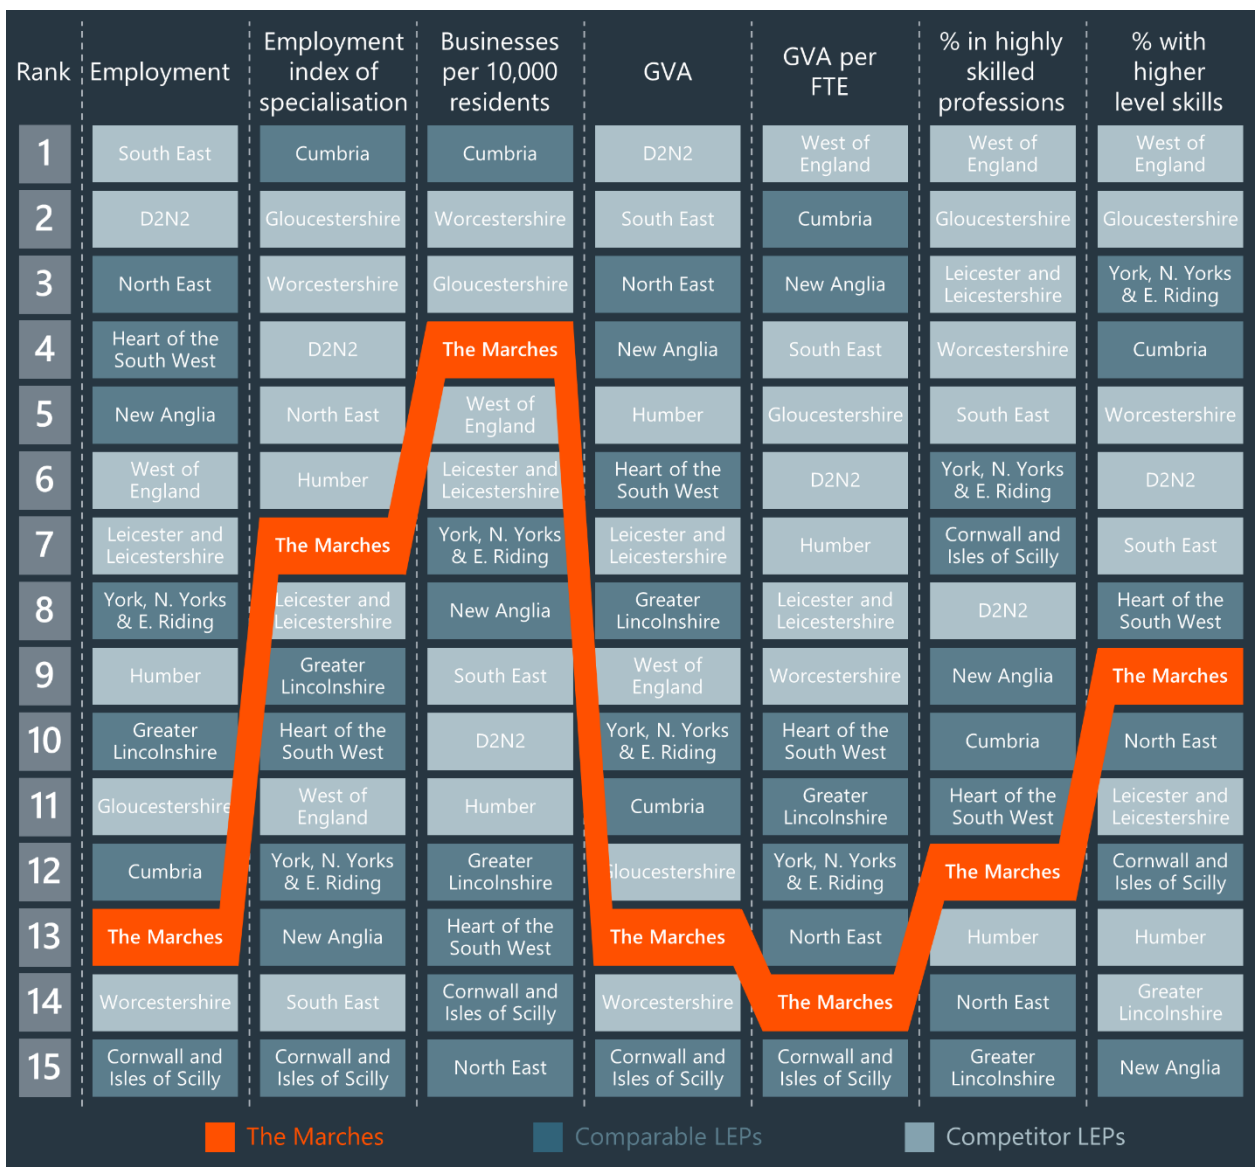 Rank
Employment
Employment
index of
specialisation
Businesses
per 10,000
residents
GVA
GVA per
FTE
% in highly
skilled
professions
% with
higher
level skills
1
South East
Cumbria
Cumbria
D2N2
West of
England
West of
England
West of
England
2
D2N2
Gloucestershire
Worcestershire
South East
Cumbria
Gloucestershire
Gloucestershire
3
North East
Worcestershire
Gloucestershire
North East
New Anglia
Leicester and
Leicestershire
York, N. Yorks
& E. Riding
4
Heart of the
South West
D2N2
The Marches
New Anglia
South East
Worcestershire
Cumbria
5
New Anglia
North East
West of
England
Humber
Gloucestershire
South East
Worcestershire
6
West of
England
Humber
Leicester and
Leicestershire
Heart of the
South West
D2N2
York, N. Yorks
& E. Riding
D2N2
7
Leicester and
Leicestershire
The Marches
York, N. Yorks
& E. Riding
Leicester and
Leicestershire
Humber
Cornwall and
Isles of Scilly
South East
8
York, N. Yorks
& E. Riding
Leicester and
Leicestershire
New Anglia
Greater
Lincolnshire
Leicester and
Leicestershire
D2N2
Heart of the
South West
9
Humber
Greater
Lincolnshire
South East
West of
England
Worcestershire
New Anglia
The Marches
10
Greater
Lincolnshire
Heart of the
South West
D2N2
York, N. Yorks
& E. Riding
Heart of the
South West
Cumbria
North East
11
Gloucestershire
West of
England
Humber
Cumbria
Greater
Lincolnshire
Heart of the
South West
Leicester and
Leicestershire
12
Cumbria
York, N. Yorks
& E. Riding
Greater
Lincolnshire
Gloucestershire
York, N. Yorks
& E. Riding
The Marches
Cornwall and
Isles of Scilly
13
The Marches
New Anglia
Heart of the
South West
The Marches
North East
Humber
Humber
14
Worcestershire
South East
Cornwall and
Isles of Scilly
Worcestershire
The Marches
North East
Greater
Lincolnshire
15
Cornwall and
Isles of Scilly
Cornwall and
Isles of Scilly
North East
Cornwall and
Isles of Scilly
Cornwall and
Isles of Scilly
Greater
Lincolnshire
New Anglia
The Marches
Comparable LEPs
Competitor LEPs